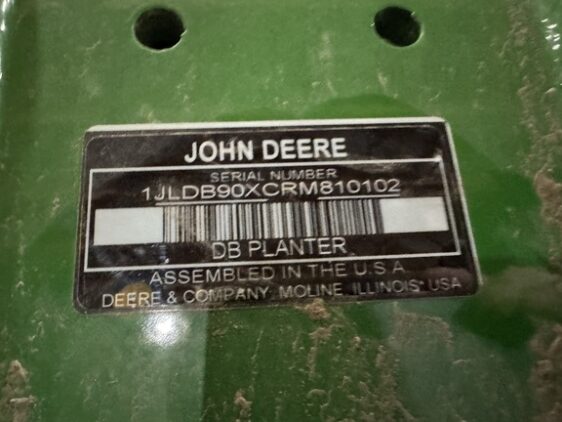 JOHN DEERE
SERIAL NUMBER
1JLDB90XCRM810102
DB PLANTER
ASSEMBLED IN THE U.S.A
DEERE & COMPANY MOLINE, ILLINOIS USA